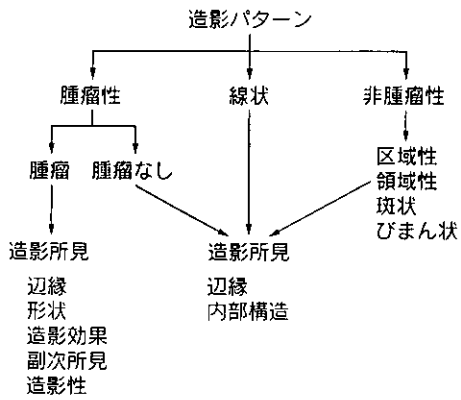 造影パターン
腫瘤性
線状
非腫瘤性
腫瘤
腫瘤なし
区域性
領域性
斑状
びまん状
造影所見
辺縁
形状
造影効果
副次所見
造影性
造影所見
辺縁
内部構造